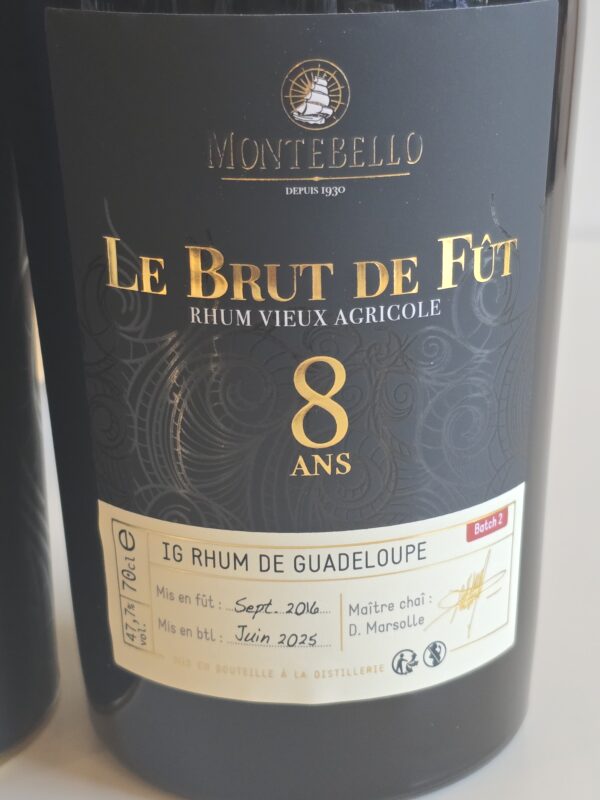 MONTEBELLO
DEPUIS 1930
LE BRUT DE FÛT
RHUM VIEUX AGRICOLE
8
ANS
Batch 2
IG RHUM DE GUADELOUPE
47,7% vol. 70cl e
Mis en fût : Sept. 2016
Mis en btl : Juin 2025
Maître chaî :
D. Marsolle
MIS EN BOUTEILLE À LA DISTILLERIE